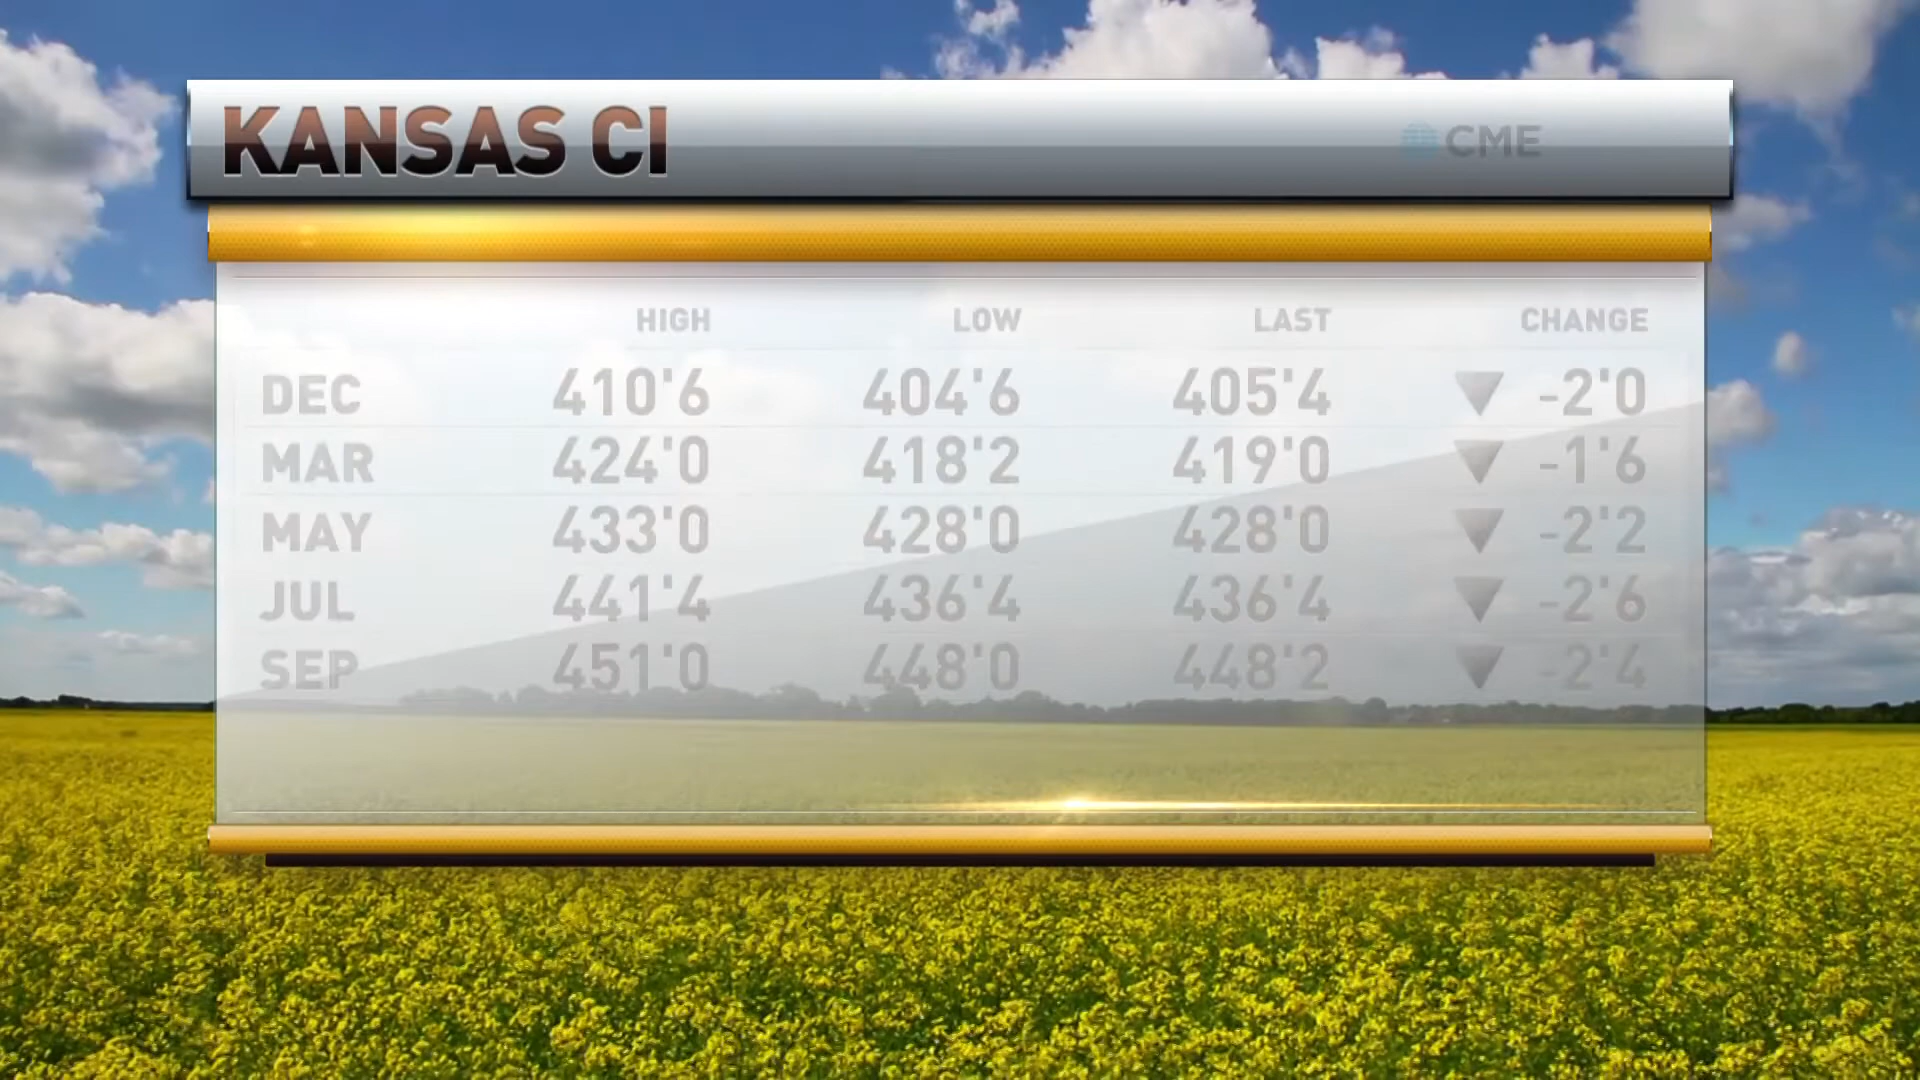 KANSAS CI
CME
HIGH LOW LAST CHANGE
DEC 410'6 404'6 405'4 ▼ -2'0
MAR 424'0 418'2 419'0 ▼ -1'6
MAY 433'0 428'0 428'0 ▼ -2'2
JUL 441'4 436'4 436'4 ▼ -2'6
SEP 451'0 448'0 448'2 ▼ -2'4